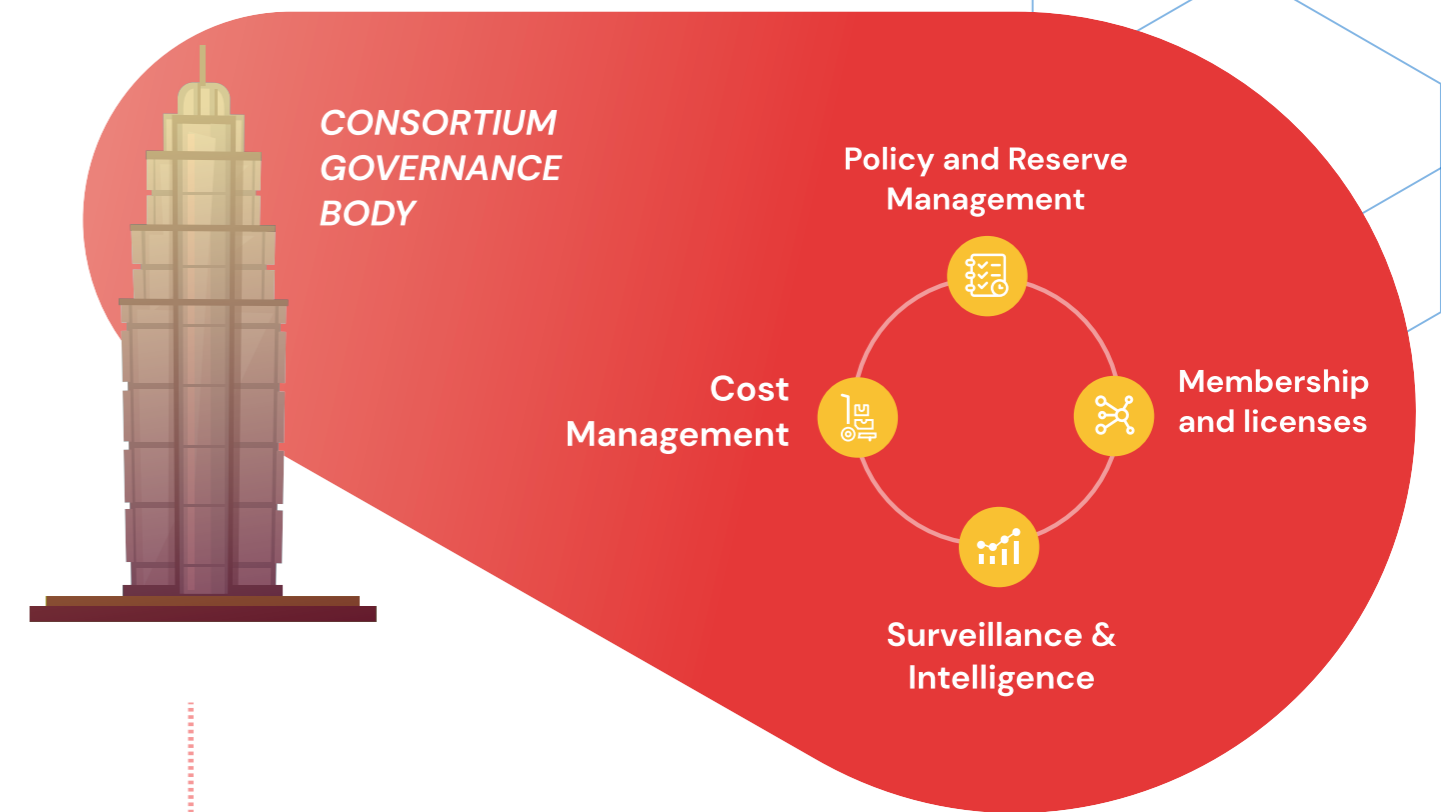 CONSORTIUM
GOVERNANCE
BODY
Policy and Reserve
Management
Cost
Management
Membership
and licenses
Surveillance &
Intelligence